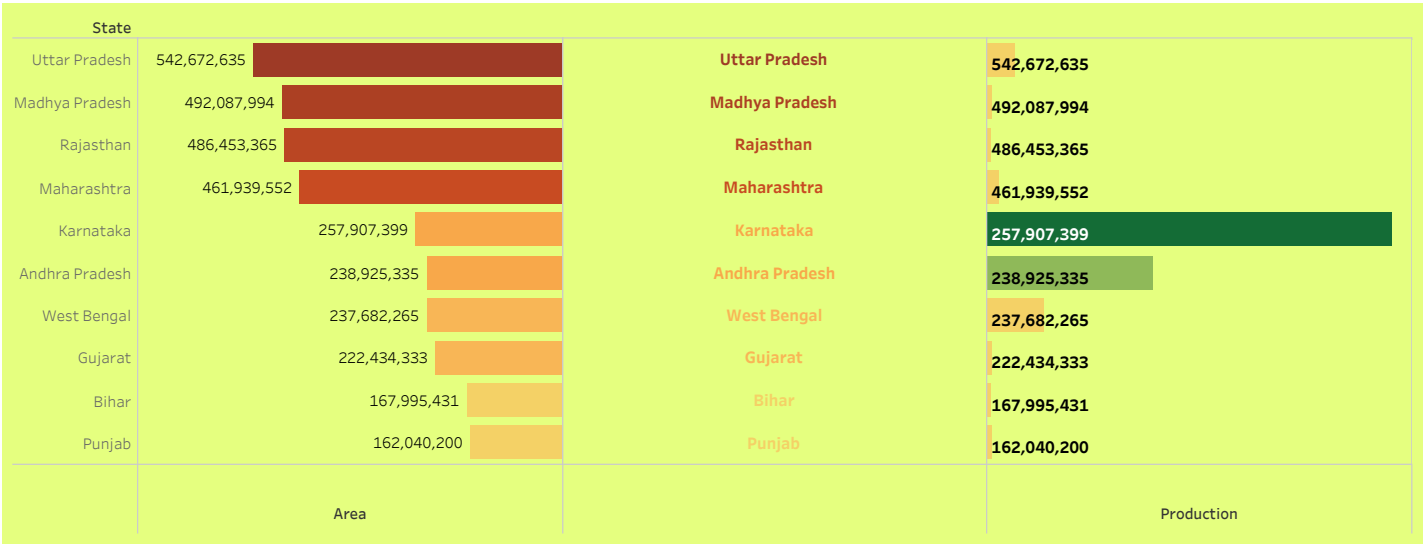 State
Uttar Pradesh 542,672,635 Uttar Pradesh 542,672,635
Madhya Pradesh 492,087,994 Madhya Pradesh 492,087,994
Rajasthan 486,453,365 Rajasthan 486,453,365
Maharashtra 461,939,552 Maharashtra 461,939,552
Karnataka 257,907,399 Karnataka 257,907,399
Andhra Pradesh 238,925,335 Andhra Pradesh 238,925,335
West Bengal 237,682,265 West Bengal 237,682,265
Gujarat 222,434,333 Gujarat 222,434,333
Bihar 167,995,431 Bihar 167,995,431
Punjab 162,040,200 Punjab 162,040,200
Area Production